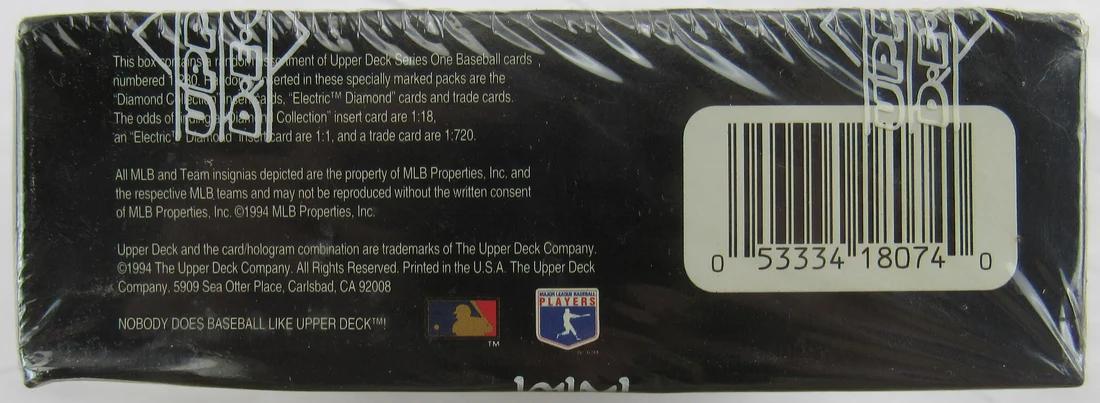 This box contains a random assortment of Upper Deck Series One Baseball cards
numbered 1-280. Randomly inserted in these specially marked packs are the
"Diamond Collection" insert cards, "Electric™ Diamond" cards and trade cards.
The odds of finding a "Diamond Collection" insert card are 1:18,
an "Electric™ Diamond" insert card are 1:1, and a trade card are 1:720.
All MLB and Team insignias depicted are the property of MLB Properties, Inc. and
the respective MLB teams and may not be reproduced without the written consent
of MLB Properties, Inc. ©1994 MLB Properties, Inc.
Upper Deck and the card/hologram combination are trademarks of The Upper Deck Company.
©1994 The Upper Deck Company. All Rights Reserved. Printed in the U.S.A. The Upper Deck
Company, 5909 Sea Otter Place, Carlsbad, CA 92008
NOBODY DOES BASEBALL LIKE UPPER DECK™!
TM
MAJOR LEAGUE BASEBALL
PLAYERS
0 53334 18074 0
UPPE
DEC
UPPE
DEC